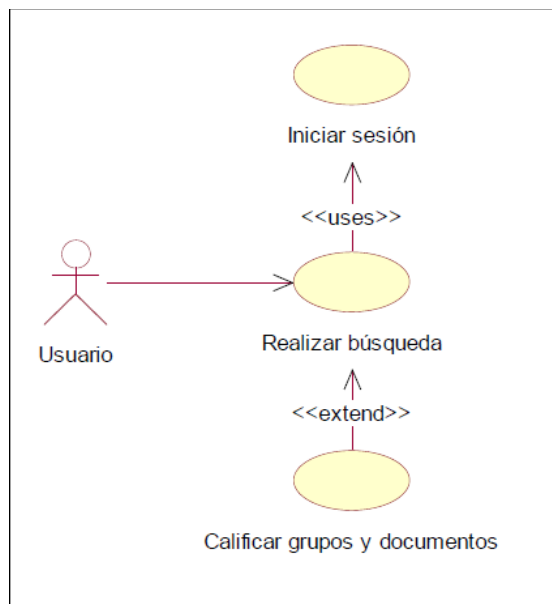 Iniciar sesión
<<uses>>
Realizar búsqueda
Usuario
<<extend>>
Calificar grupos y documentos